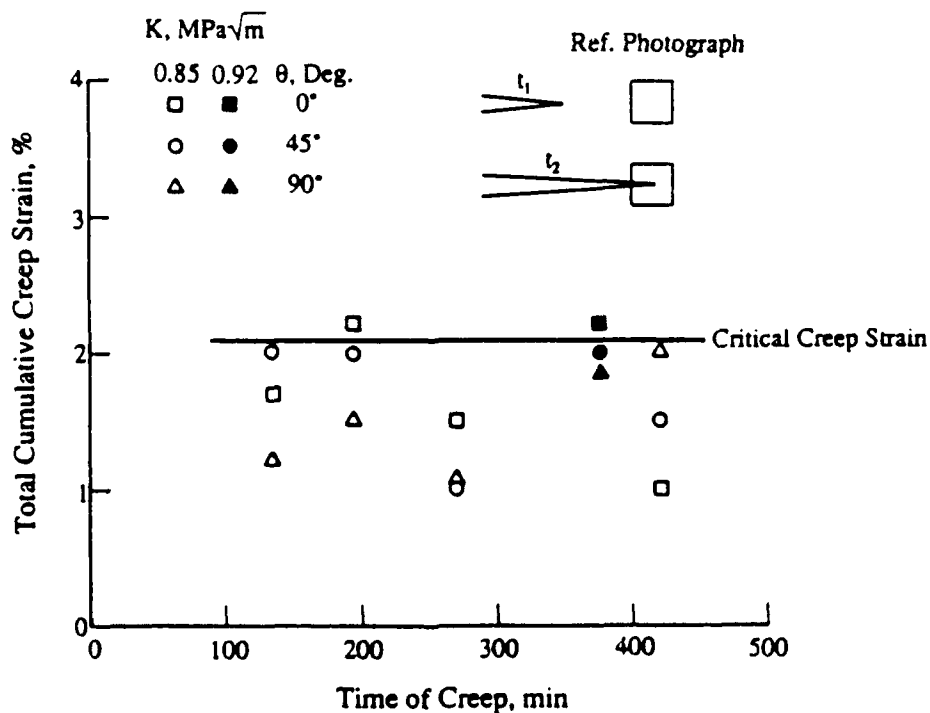 K, MPa√m
Ref. Photograph
0.85 0.92 θ, Deg.
0°
45°
90°
t₁
t₂
Critical Creep Strain
Total Cumulative Creep Strain, %
4
3
2
1
0
0 100 200 300 400 500
Time of Creep, min